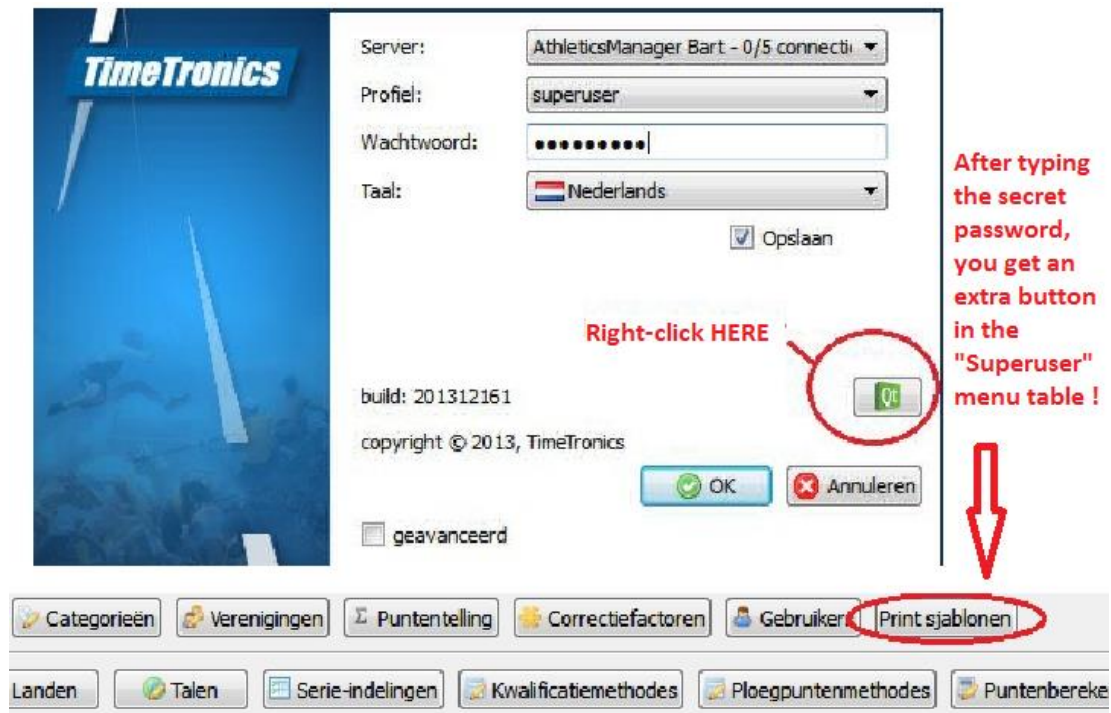 TimeTronics
Server: AthleticsManager Bart - 0/5 connecti
Profiel: superuser
Wachtwoord: ●●●●●●●●●
Taal: Nederlands
Opslaan
After typing
the secret
password,
you get an
extra button
in the
"Superuser"
menu table !
Right-click HERE
Qt
build: 201312161
copyright © 2013, TimeTronics
OK Annuleren
geavanceerd
Categorieën Verenigingen Σ Puntentelling Correctiefactoren Gebruiker Print sjablonen
Landen Talen Serie-indelingen Kwalificatiemethodes Ploegpuntenmethodes Puntenbereke